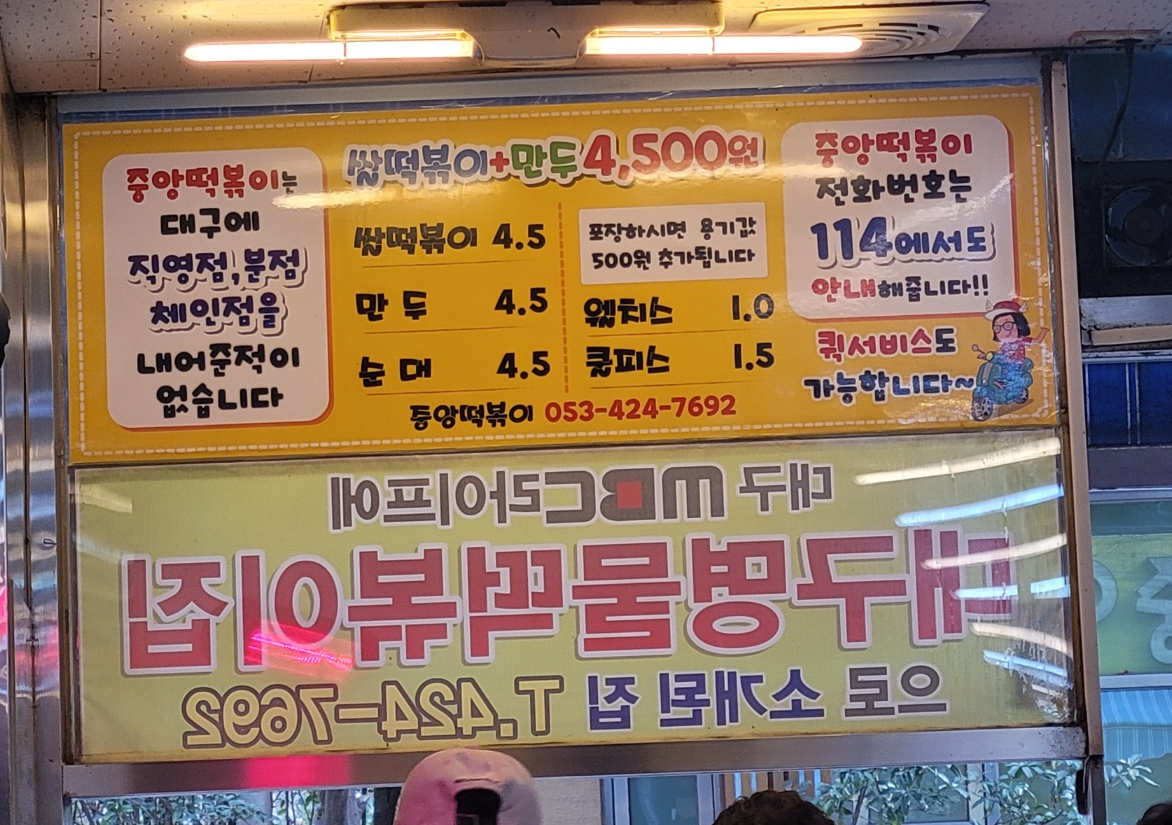 중앙떡볶이는
대구에
직영점,분점
체인점을
내어준적이
없습니다
쌀떡볶이+만두 4,500원
쌀떡볶이 4.5
만두 4.5
순대 4.5
포장하시면 용기값
500원 추가됩니다
웰치스 1.0
쿨피스 1.5
중앙떡볶이 053-424-7692
중앙떡볶이
전화번호는
114에서도
안내해줍니다!!
퀵서비스도
가능합니다~
대구 MBC라이프에
대구명물떡볶이집
으로 소개된 집 T.424-7692